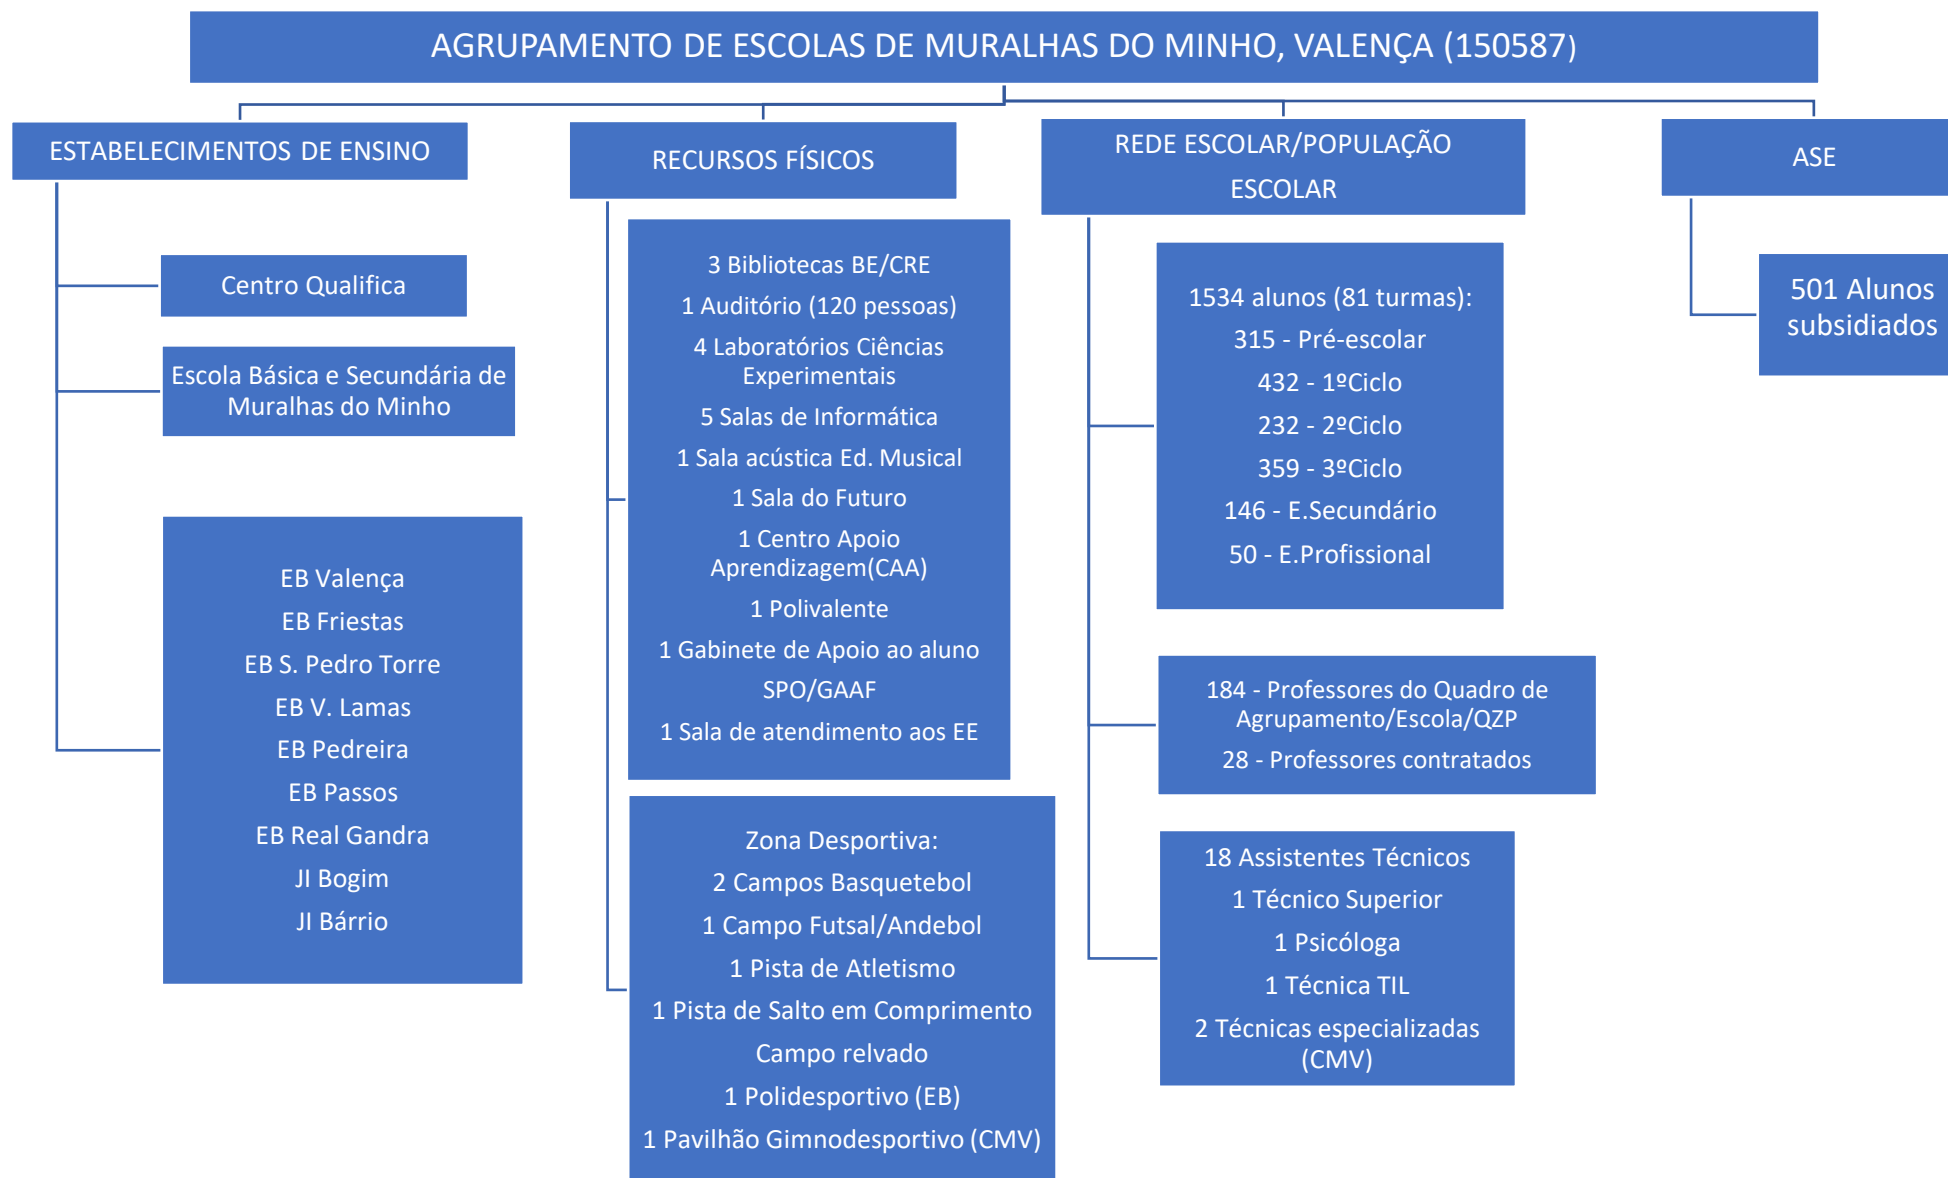 AGRUPAMENTO DE ESCOLAS DE MURALHAS DO MINHO, VALENÇA (150587)
ESTABELECIMENTOS DE ENSINO
Centro Qualifica
Escola Básica e Secundária de
Muralhas do Minho
EB Valença
EB Friestas
EB S. Pedro Torre
EB V. Lamas
EB Pedreira
EB Passos
EB Real Gandra
JI Bogim
JI Bárrio
RECURSOS FÍSICOS
3 Bibliotecas BE/CRE
1 Auditório (120 pessoas)
4 Laboratórios Ciências
Experimentais
5 Salas de Informática
1 Sala acústica Ed. Musical
1 Sala do Futuro
1 Centro Apoio
Aprendizagem(CAA)
1 Polivalente
1 Gabinete de Apoio ao aluno
SPO/GAAF
1 Sala de atendimento aos EE
Zona Desportiva:
2 Campos Basquetebol
1 Campo Futsal/Andebol
1 Pista de Atletismo
1 Pista de Salto em Comprimento
Campo relvado
1 Polidesportivo (EB)
1 Pavilhão Gimnodesportivo (CMV)
REDE ESCOLAR/POPULAÇÃO
ESCOLAR
1534 alunos (81 turmas):
315 - Pré-escolar
432 - 1ºCiclo
232 - 2ºCiclo
359 - 3ºCiclo
146 - E.Secundário
50 - E.Profissional
184 - Professores do Quadro de
Agrupamento/Escola/QZP
28 - Professores contratados
18 Assistentes Técnicos
1 Técnico Superior
1 Psicóloga
1 Técnica TIL
2 Técnicas especializadas
(CMV)
ASE
501 Alunos
subsidiados